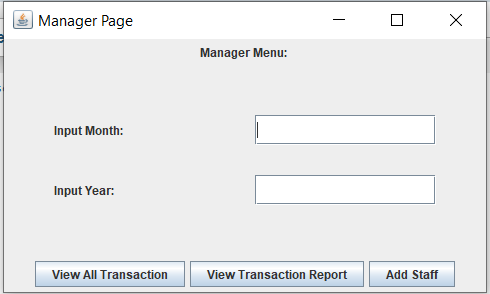 Manager Page
Manager Menu:
Input Month:
Input Year:
View All Transaction View Transaction Report Add Staff